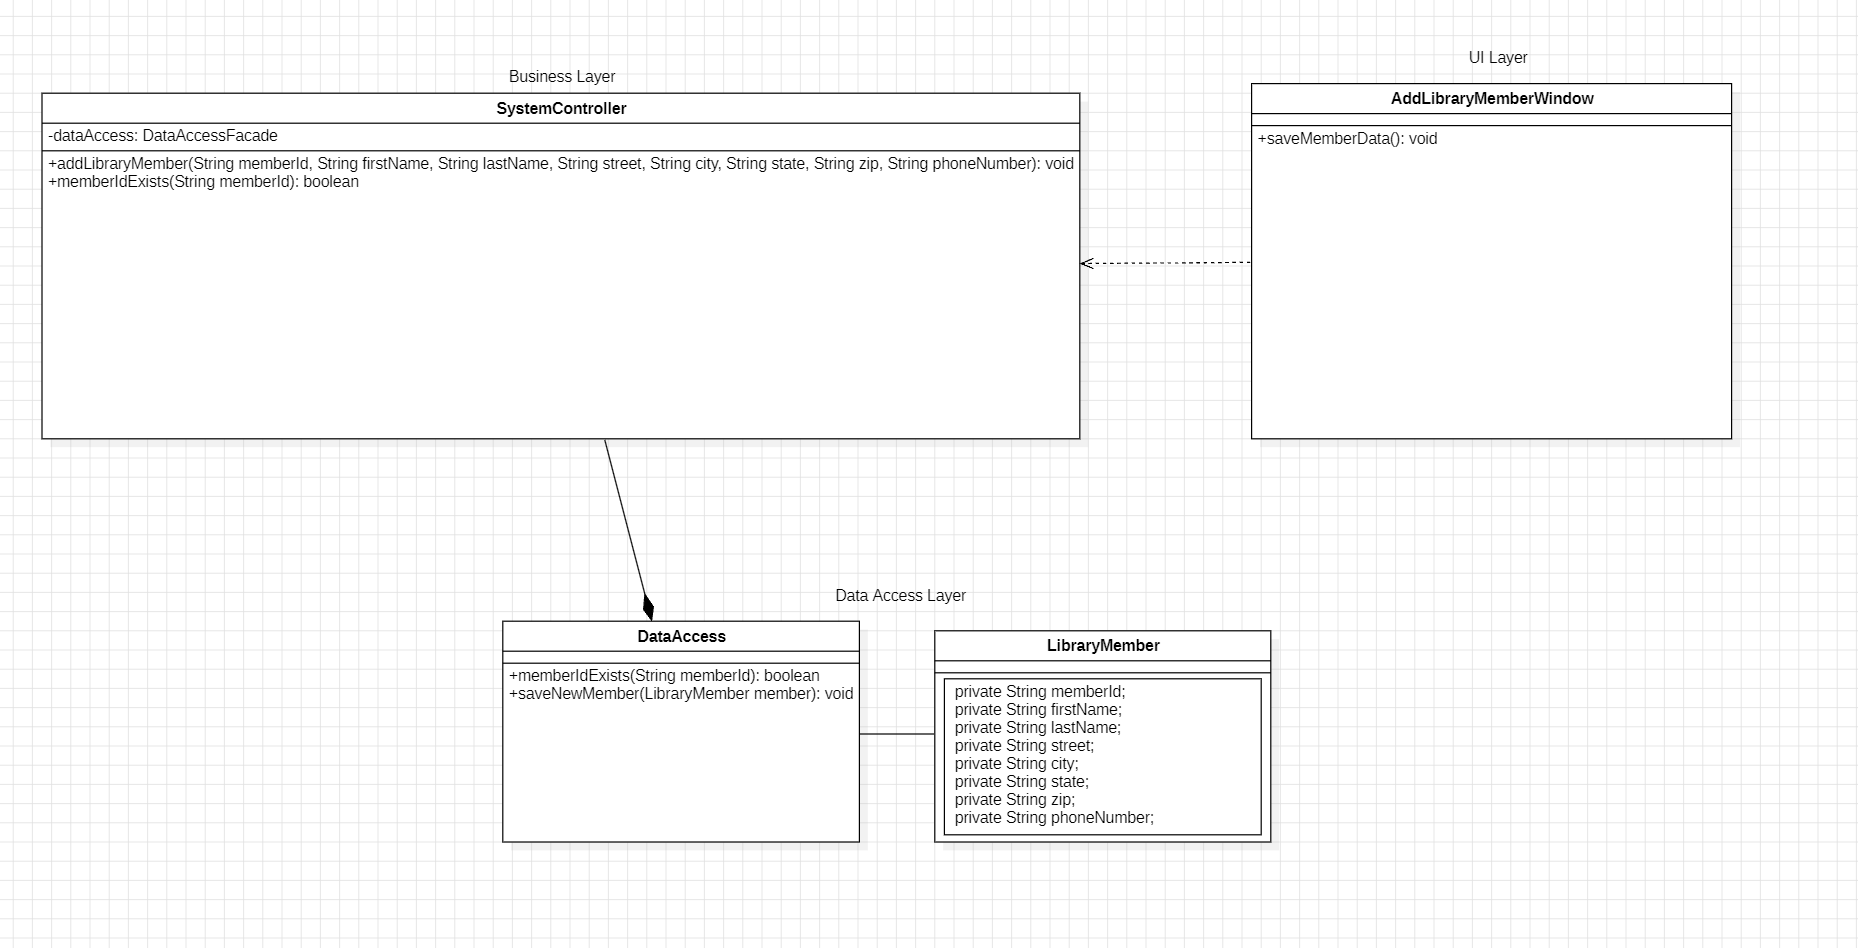 Business Layer
SystemController
-dataAccess: DataAccessFacade
+addLibraryMember(String memberId, String firstName, String lastName, String street, String city, String state, String zip, String phoneNumber): void
+memberIdExists(String memberId): boolean
UI Layer
AddLibraryMemberWindow
+saveMemberData(): void
Data Access Layer
DataAccess
+memberIdExists(String memberId): boolean
+saveNewMember(LibraryMember member): void
LibraryMember
private String memberId;
private String firstName;
private String lastName;
private String street;
private String city;
private String state;
private String zip;
private String phoneNumber;